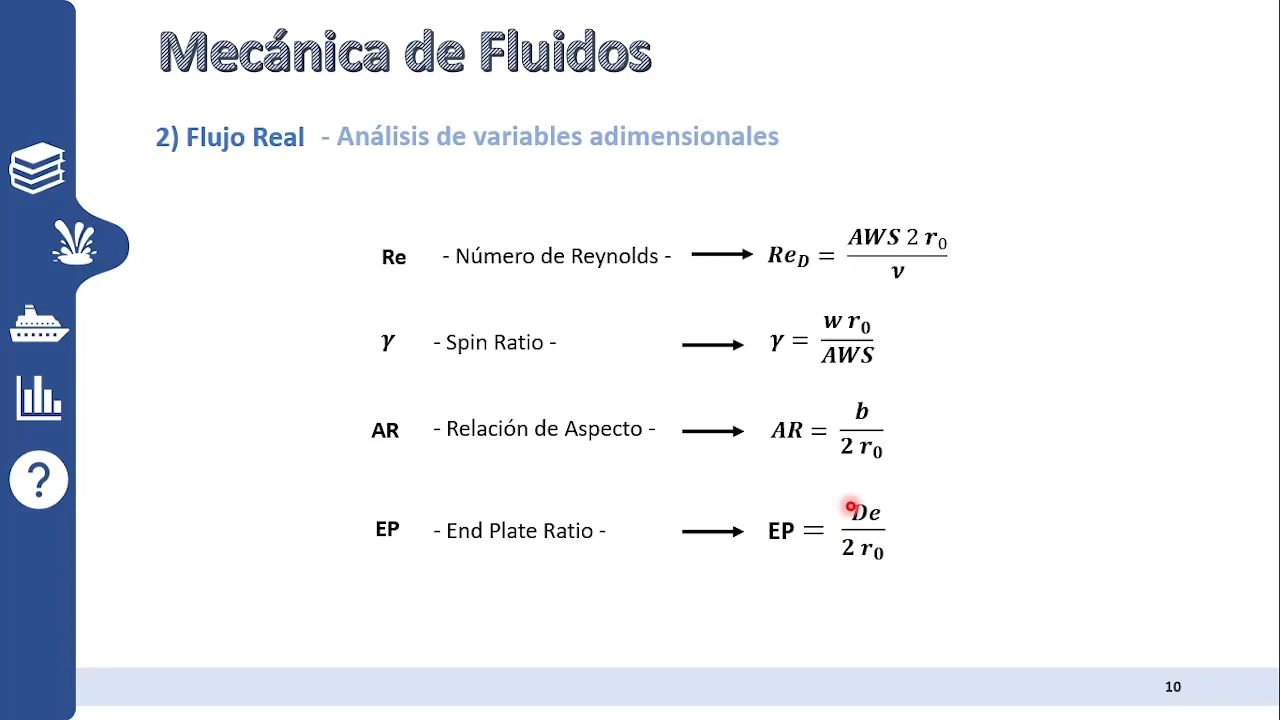 Mecánica de Fluidos
2) Flujo Real - Análisis de variables adimensionales
Re - Número de Reynolds - Re_D = AWS 2 r_0 / ν
γ - Spin Ratio - γ = w r_0 / AWS
AR - Relación de Aspecto - AR = b / 2 r_0
EP - End Plate Ratio - EP = De / 2 r_0
?
10